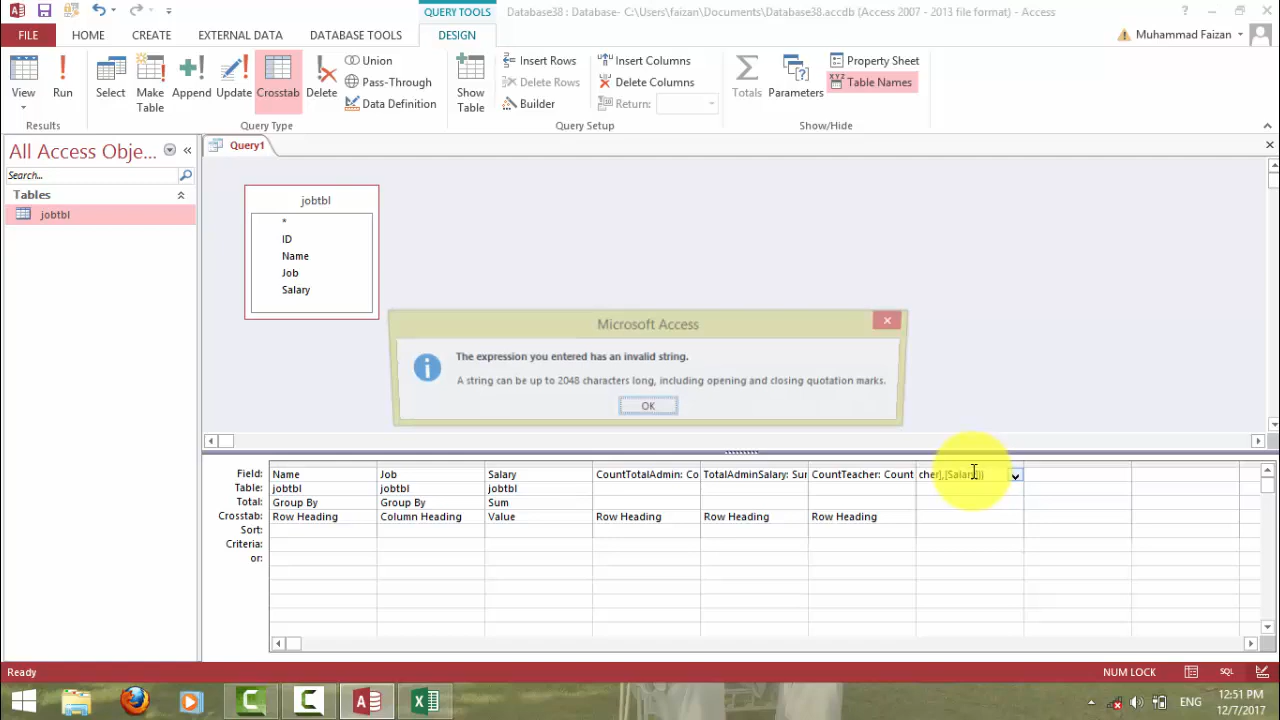 QUERY TOOLS
Database38 : Database- C:\Users\faizan\Documents\Database38.accdb (Access 2007 - 2013 file format) - Access
FILE HOME CREATE EXTERNAL DATA DATABASE TOOLS DESIGN
Muhammad Faizan
View
Run
Select
Make Table
Append
Update
Crosstab
Delete
Union
Pass-Through
Data Definition
Show Table
Insert Rows
Delete Rows
Builder
Insert Columns
Delete Columns
Return:
Totals
Parameters
Property Sheet
Table Names
Results
Query Type
Query Setup
Show/Hide
All Access Obje...
Search...
Tables
jobtbl
Query1
jobtbl
*
ID
Name
Job
Salary
Microsoft Access
The expression you entered has an invalid string.
A string can be up to 2048 characters long, including opening and closing quotation marks.
OK
Field: Name Job Salary CountTotalAdmin: Co TotalAdminSalary: Sur CountTeacher: Count cher],[Salary])
Table: jobtbl jobtbl jobtbl
Total: Group By Group By Sum
Crosstab: Row Heading Column Heading Value Row Heading Row Heading Row Heading
Sort:
Criteria:
or:
Ready
NUM LOCK
SQL
ENG
12:51 PM
12/7/2017